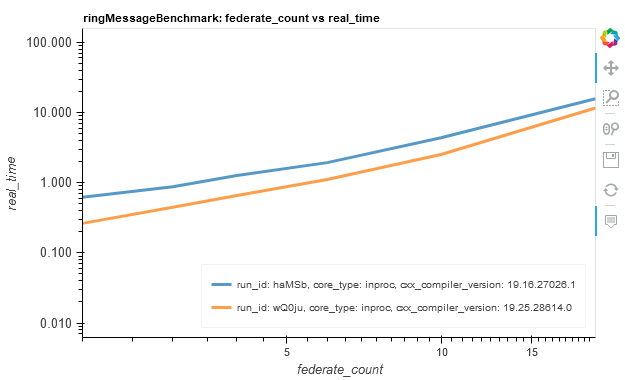 ringMessageBenchmark: federate_count vs real_time
100.000
10.000
1.000
0.100
0.010
real_time
run_id: haMSb, core_type: inproc, cxx_compiler_version: 19.16.27026.1
run_id: wQ0ju, core_type: inproc, cxx_compiler_version: 19.25.28614.0
5
10
15
federate_count